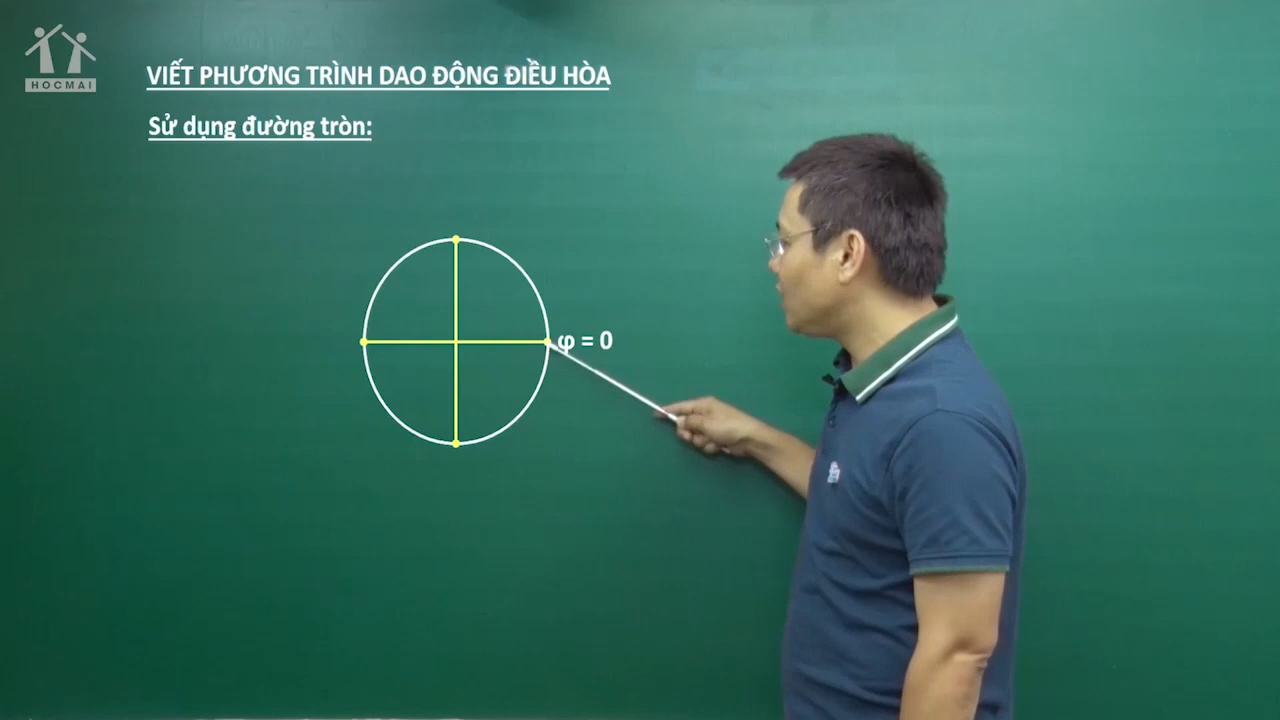 HOCMAI
VIẾT PHƯƠNG TRÌNH DAO ĐỘNG ĐIỀU HÒA
Sử dụng đường tròn:
φ = 0